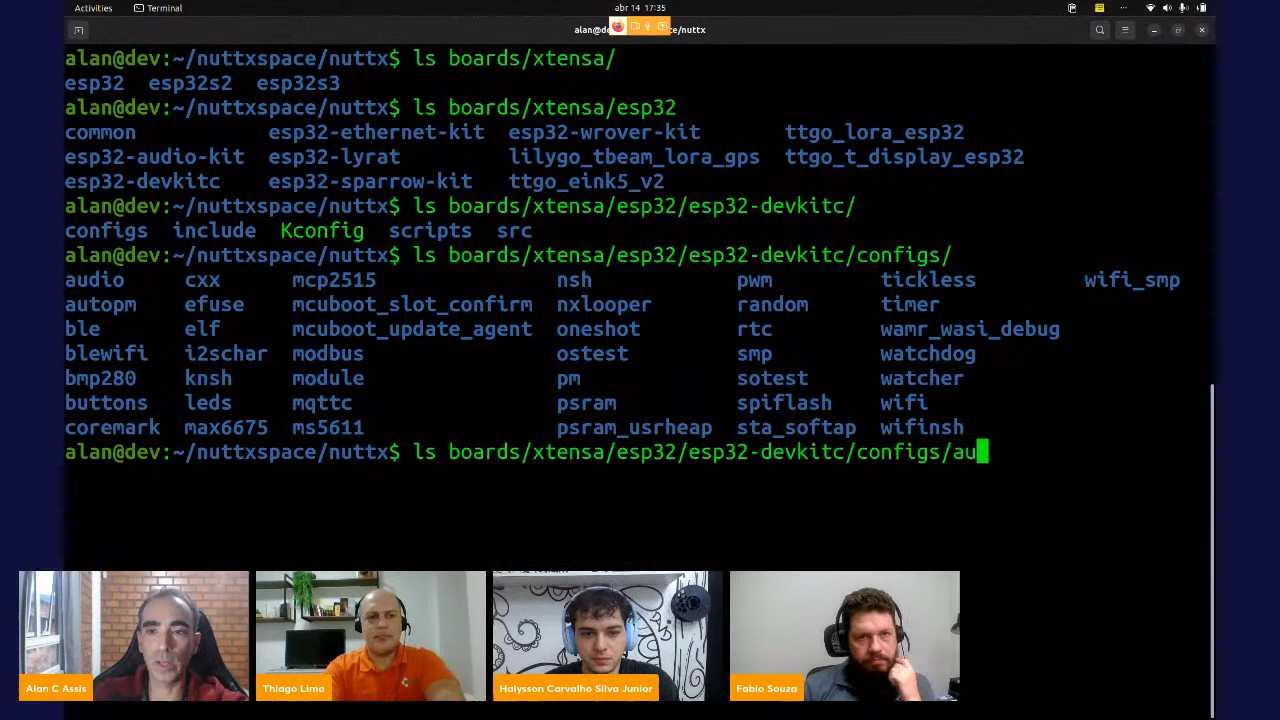 Activities Terminal abr 14 17:35
alan@de ce/nuttx
alan@dev:~/nuttxspace/nuttx$ ls boards/xtensa/
esp32 esp32s2 esp32s3
alan@dev:~/nuttxspace/nuttx$ ls boards/xtensa/esp32
common esp32-ethernet-kit esp32-wrover-kit ttgo_lora_esp32
esp32-audio-kit esp32-lyrat lilygo_tbeam_lora_gps ttgo_t_display_esp32
esp32-devkitc esp32-sparrow-kit ttgo_eink5_v2
alan@dev:~/nuttxspace/nuttx$ ls boards/xtensa/esp32/esp32-devkitc/
configs include Kconfig scripts src
alan@dev:~/nuttxspace/nuttx$ ls boards/xtensa/esp32/esp32-devkitc/configs/
audio cxx mcp2515 nsh pwm tickless wifi_smp
autopm efuse mcuboot_slot_confirm nxlooper random timer
ble elf mcuboot_update_agent oneshot rtc wamr_wasi_debug
blewifi i2schar modbus ostest smp watchdog
bmp280 knsh module pm sotest watcher
buttons leds mqttc psram spiflash wifi
coremark max6675 ms5611 psram_usrheap sta_softap wifinsh
alan@dev:~/nuttxspace/nuttx$ ls boards/xtensa/esp32/esp32-devkitc/configs/au
Alan C Assis
Thiago Lima
Halysson Carvalho Silva Junior
Fabio Souza